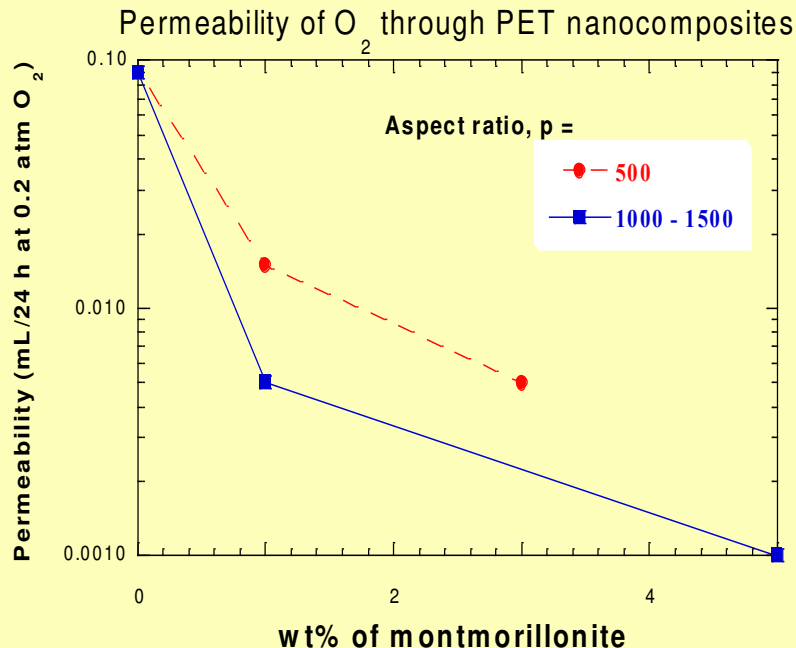 Permeability of O2 through PET nanocomposites
Permeability (mL/24 h at 0.2 atm O2)
0.10
0.010
0.0010
Aspect ratio, p =
500
1000 - 1500
0
2
4
wt% of montmorillonite